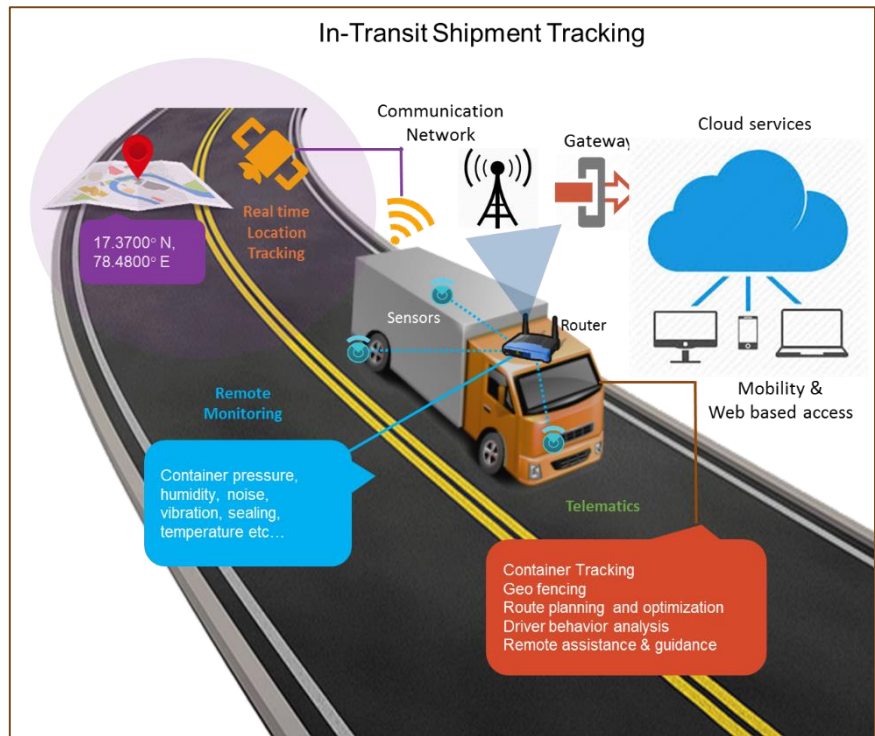 In-Transit Shipment Tracking
Communication
Network
Gateway
Cloud services
Real time
Location
Tracking
17.3700° N,
78.4800° E
Sensors
Router
Mobility &
Web based access
Remote
Monitoring
Container pressure,
humidity, noise,
vibration, sealing,
temperature etc…
Telematics
Container Tracking
Geo fencing
Route planning and optimization
Driver behavior analysis
Remote assistance & guidance